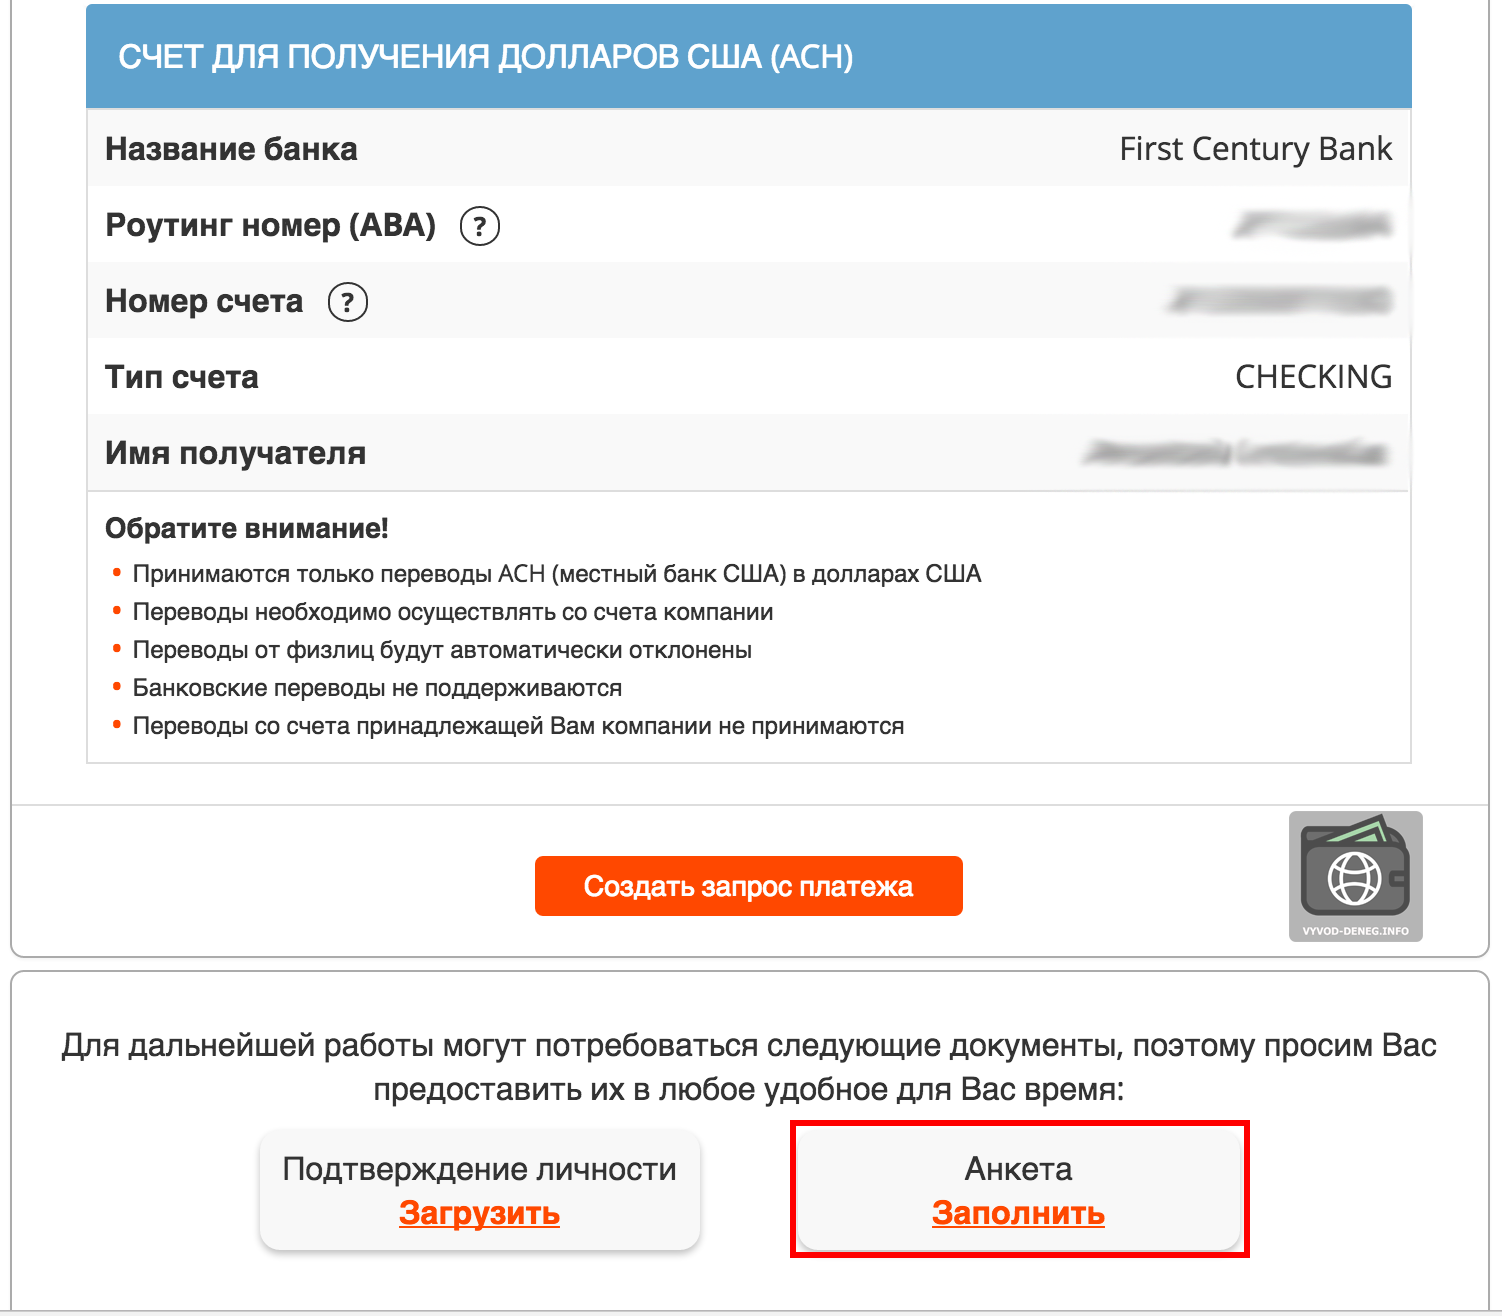 СЧЕТ ДЛЯ ПОЛУЧЕНИЯ ДОЛЛАРОВ США (ACH)
Название банка First Century Bank
Роутинг номер (ABA) ?
Номер счета ?
Тип счета CHECKING
Имя получателя
Обратите внимание!
• Принимаются только переводы ACH (местный банк США) в долларах США
• Переводы необходимо осуществлять со счета компании
• Переводы от физлиц будут автоматически отклонены
• Банковские переводы не поддерживаются
• Переводы со счета принадлежащей Вам компании не принимаются
Создать запрос платежа
VYVOD-DENEG.INFO
Для дальнейшей работы могут потребоваться следующие документы, поэтому просим Вас
предоставить их в любое удобное для Вас время:
Подтверждение личности
Загрузить
Анкета
Заполнить